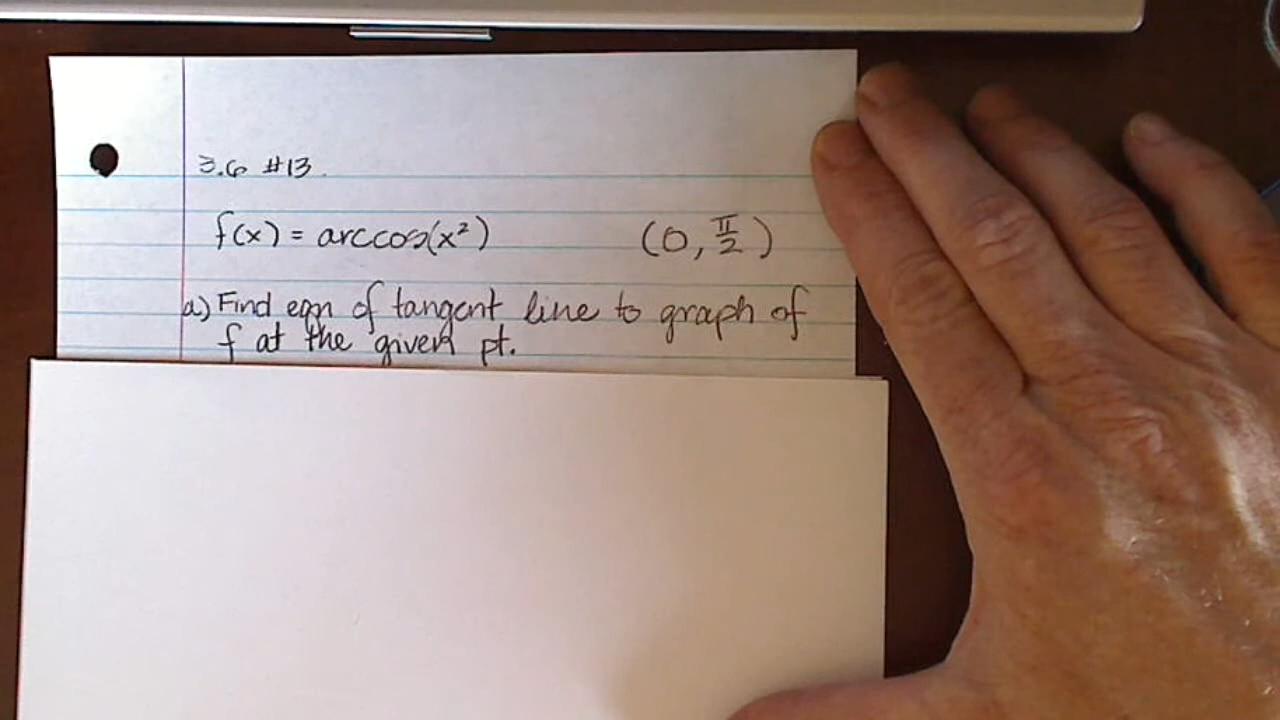 3.6 #13.
f(x) = arccos(x²) (0, π/2)
a) Find eqn of tangent line to graph of
f at the given pt.